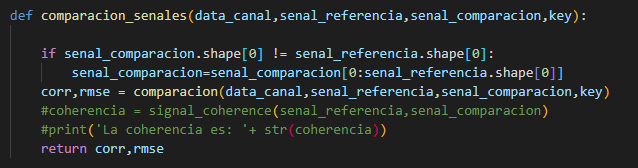 def comparacion_senales(data_canal,senal_referencia,senal_comparacion,key):
if senal_comparacion.shape[0] != senal_referencia.shape[0]:
senal_comparacion=senal_comparacion[0:senal_referencia.shape[0]]
corr,rmse = comparacion(data_canal,senal_referencia,senal_comparacion,key)
#coherencia = signal_coherence(senal_referencia,senal_comparacion)
#print('La coherencia es: '+ str(coherencia))
return corr,rmse